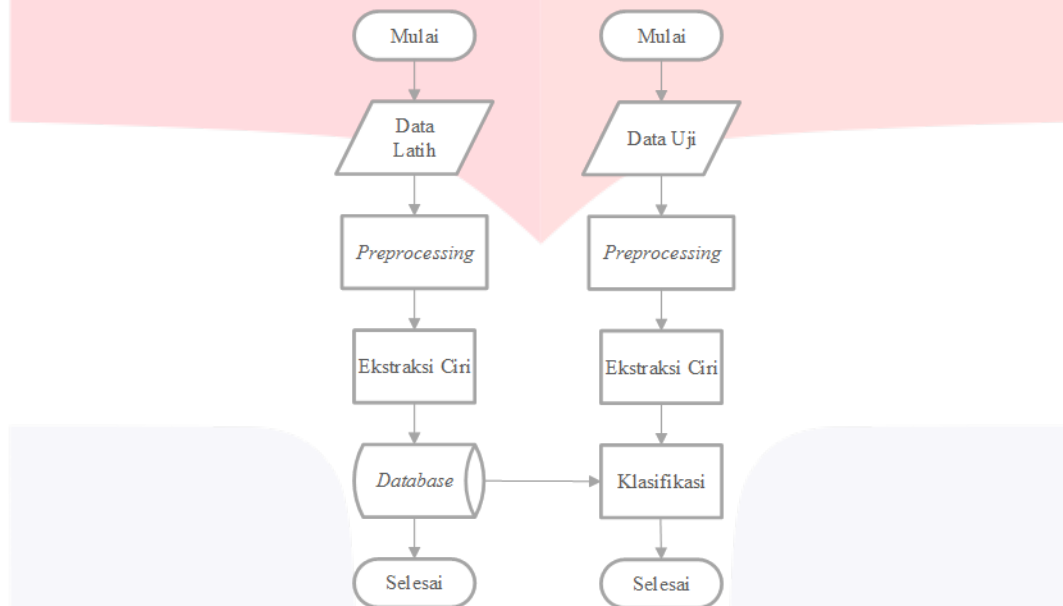 Mulai
Data
Latih
Preprocessing
Ekstraksi Ciri
Database
Selesai
Mulai
Data Uji
Preprocessing
Ekstraksi Ciri
Klasifikasi
Selesai